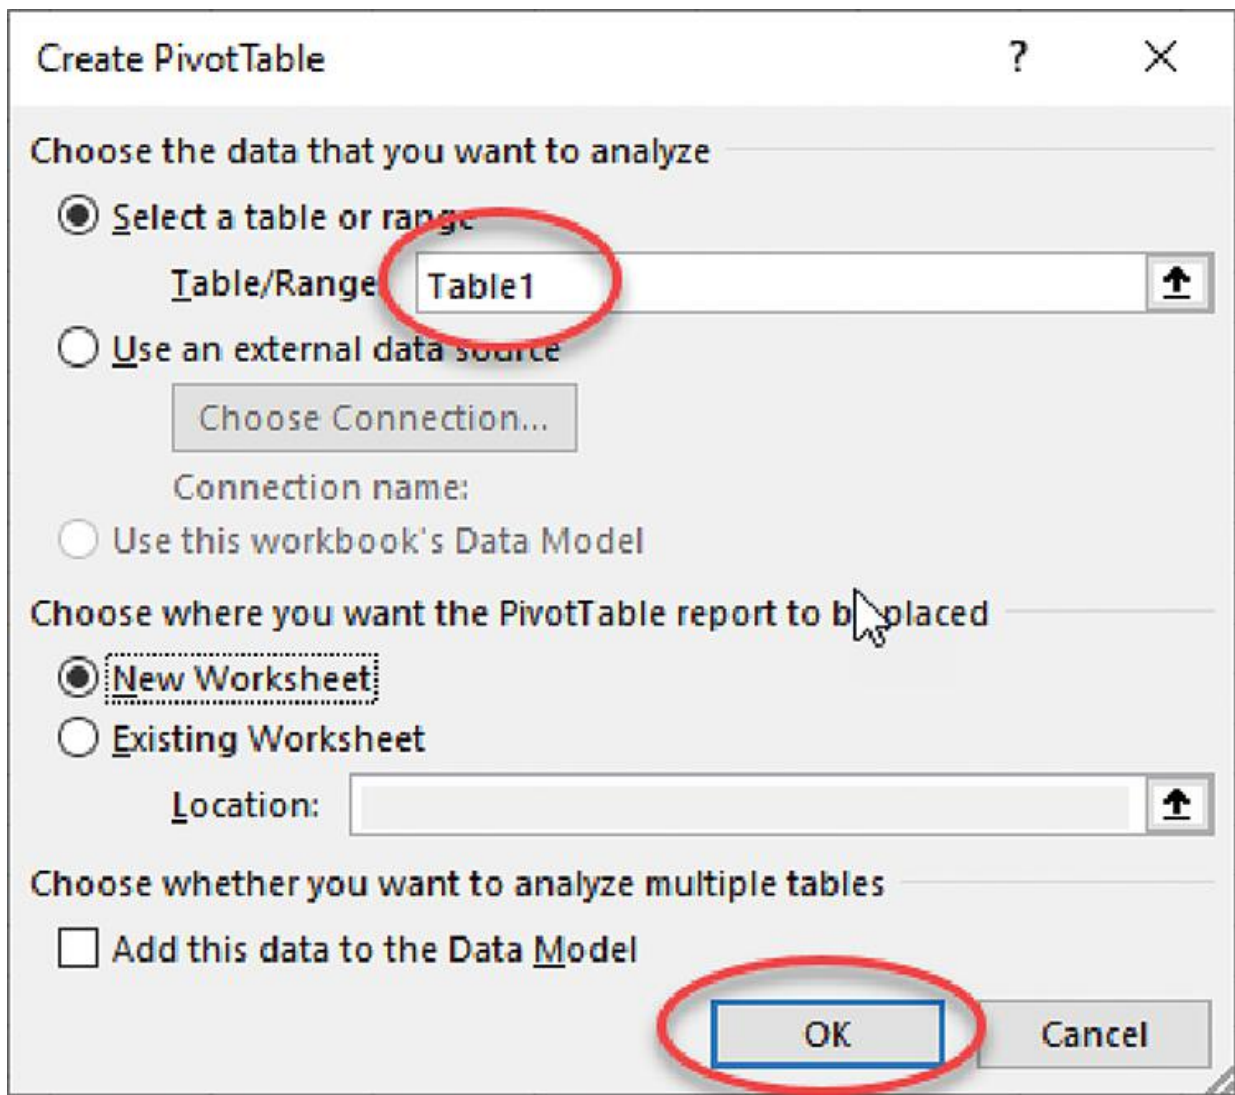 Create PivotTable ?
Choose the data that you want to analyze
Select a table or range
Table/Range Table1
Use an external data source
Choose Connection...
Connection name:
Use this workbook's Data Model
Choose where you want the PivotTable report to be placed
New Worksheet
Existing Worksheet
Location:
Choose whether you want to analyze multiple tables
Add this data to the Data Model
OK Cancel